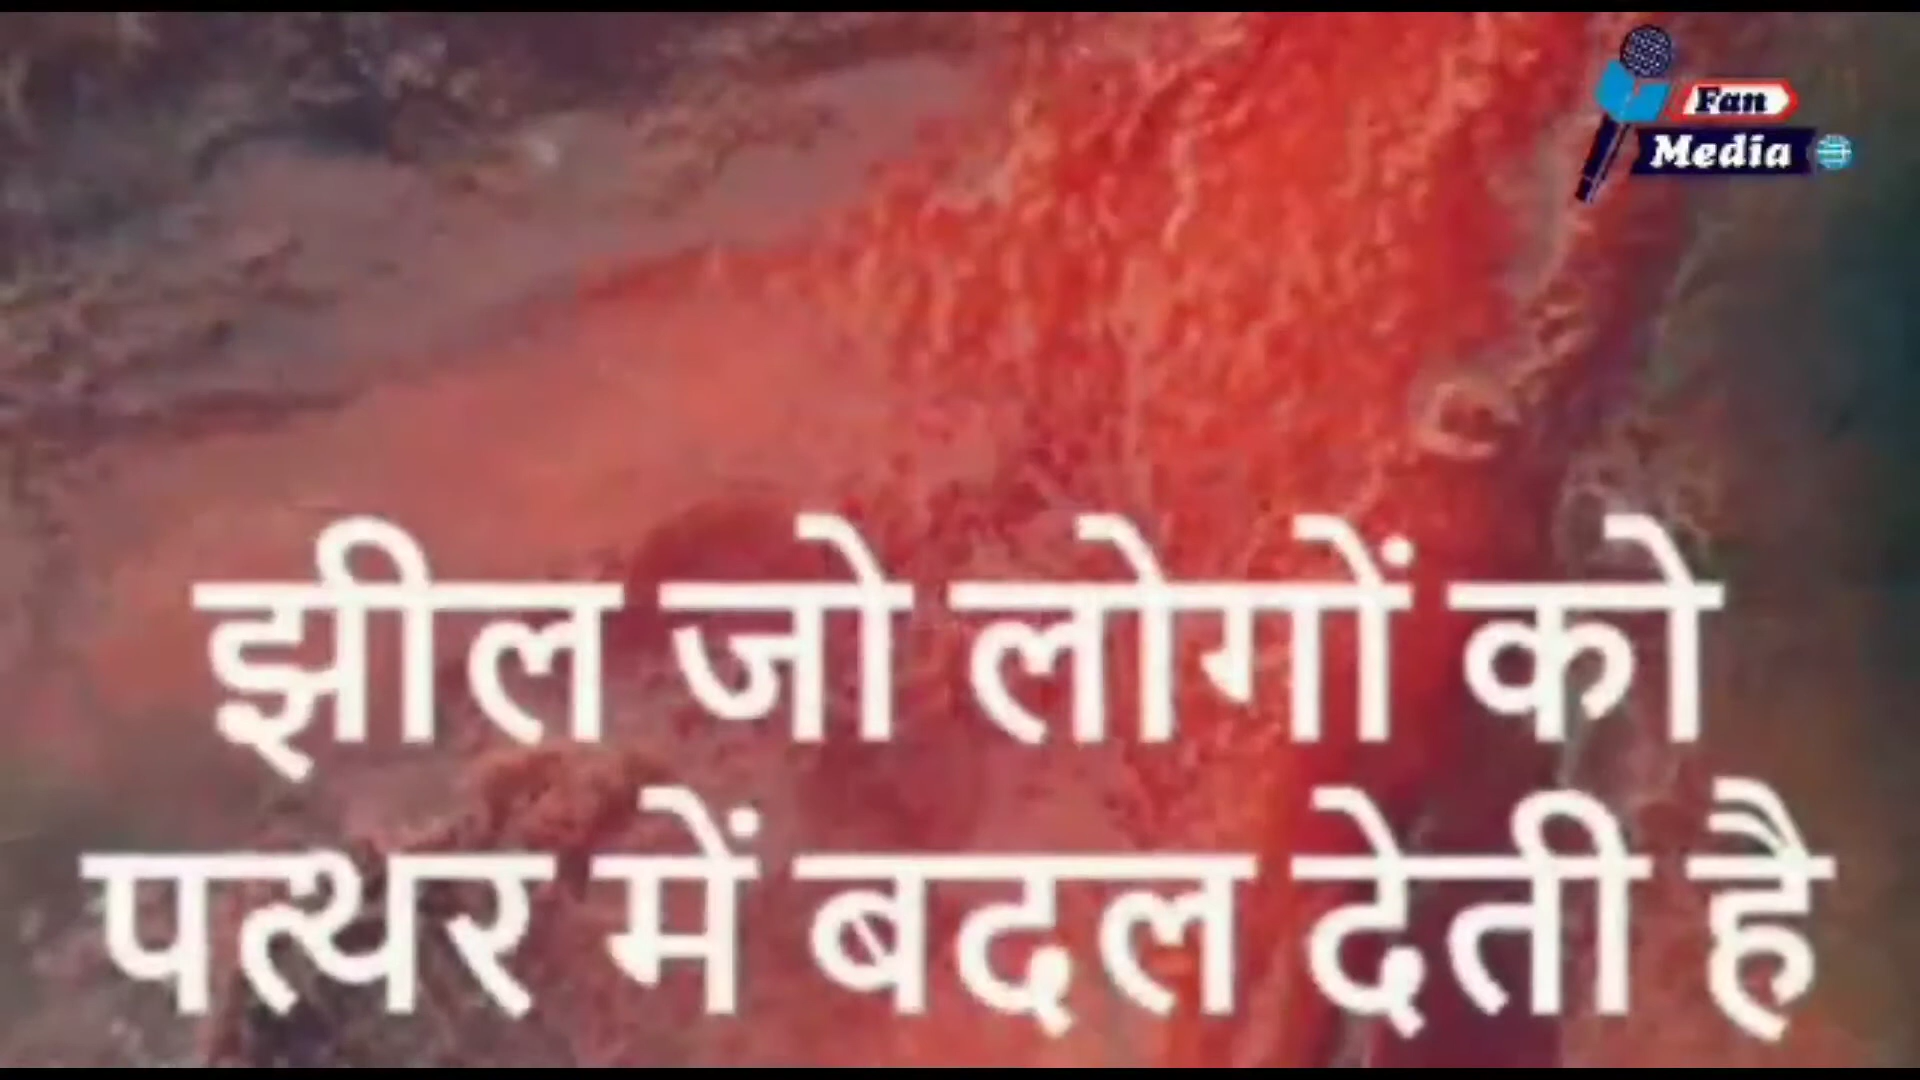 Fan
Media
झील जो लोगों को
पत्थर में बदल देती है